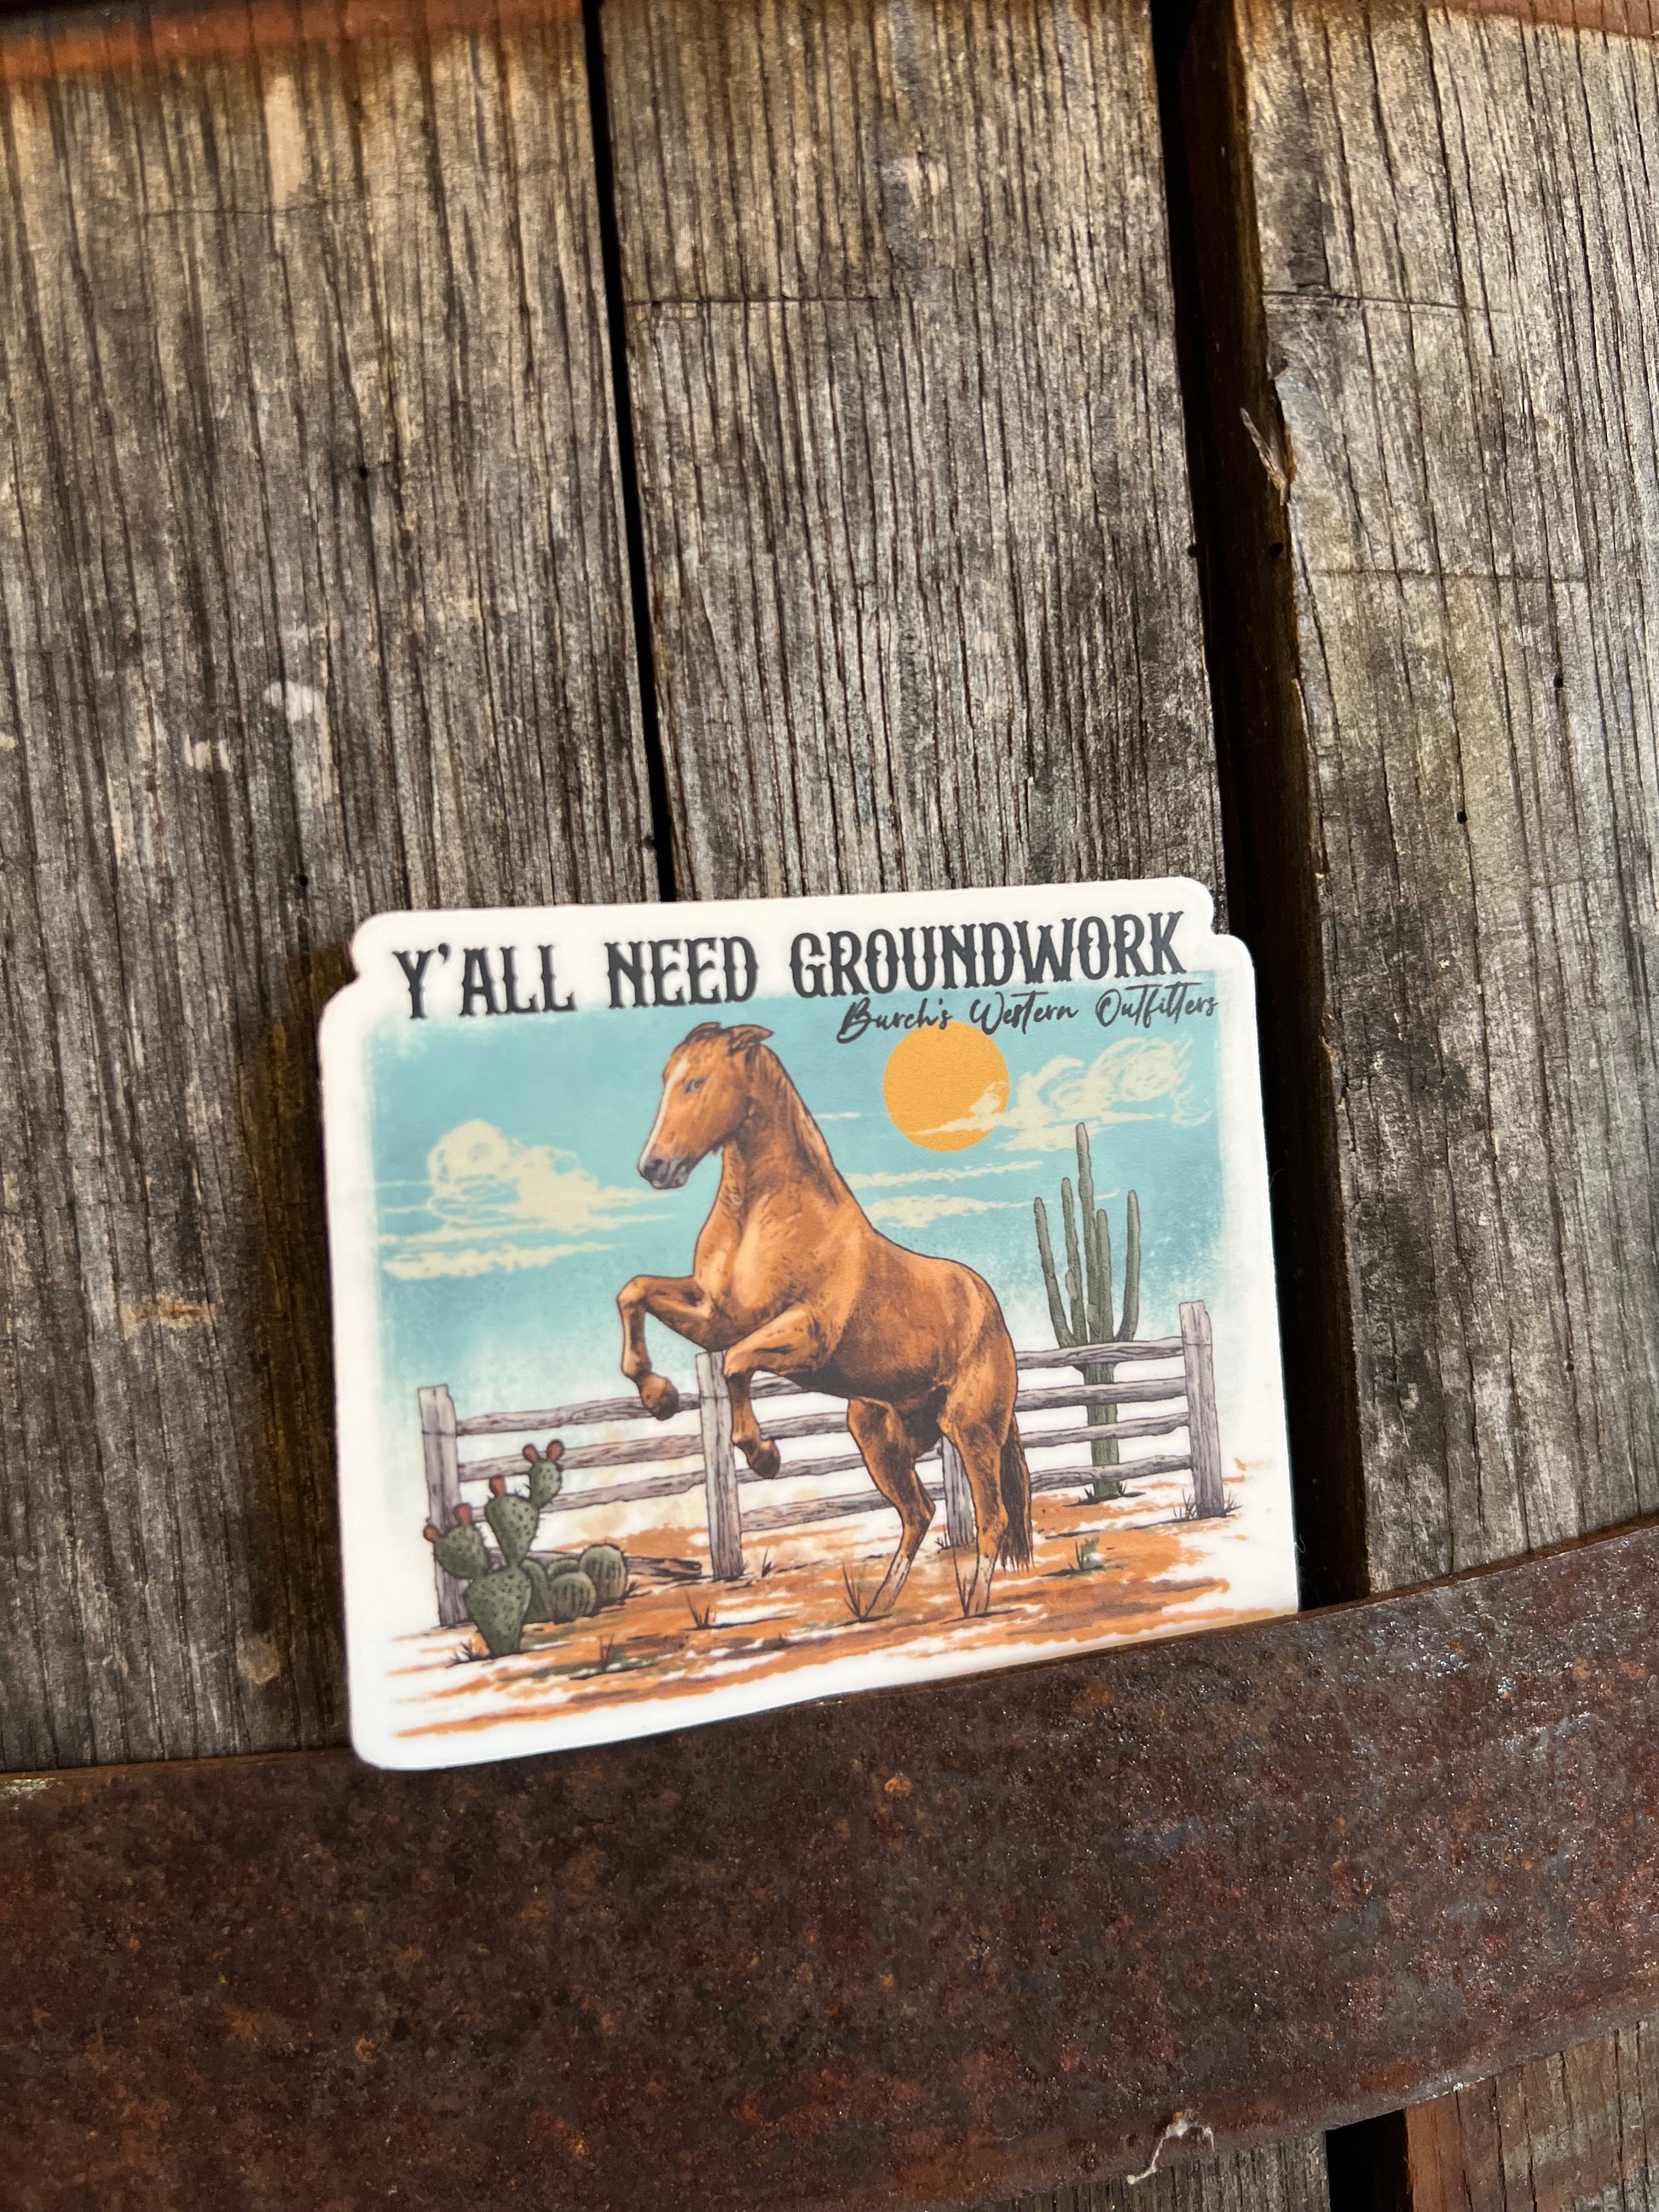 Y'ALL NEED GROUNDWORK
Burch's Western Outfitters